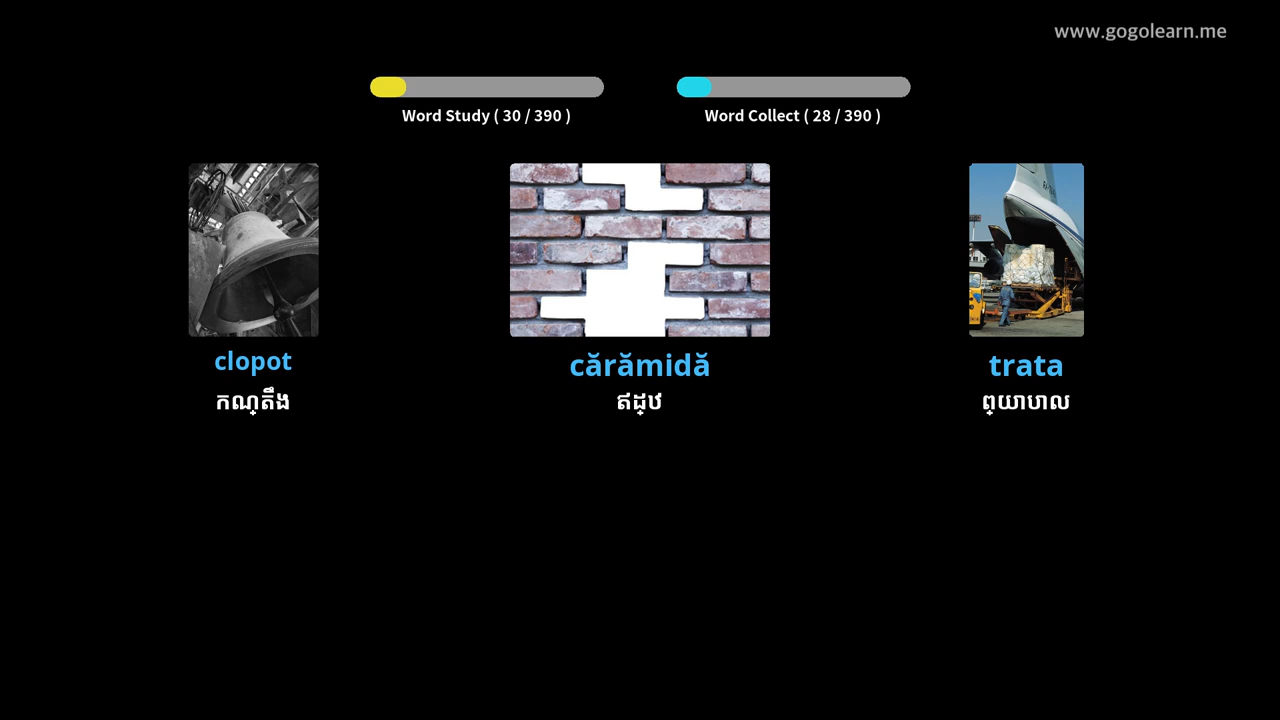 www.gogolearn.me
Word Study ( 30 / 390 )
Word Collect ( 28 / 390 )
clopot
cărămidă
trata
កណ្តឹង
ឥដ្ឋ
ព្យាបាល